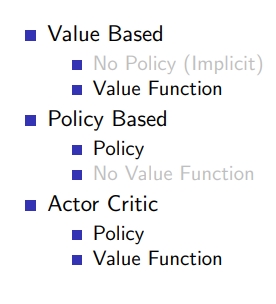 Value Based
No Policy (Implicit)
Value Function
Policy Based
Policy
No Value Function
Actor Critic
Policy
Value Function